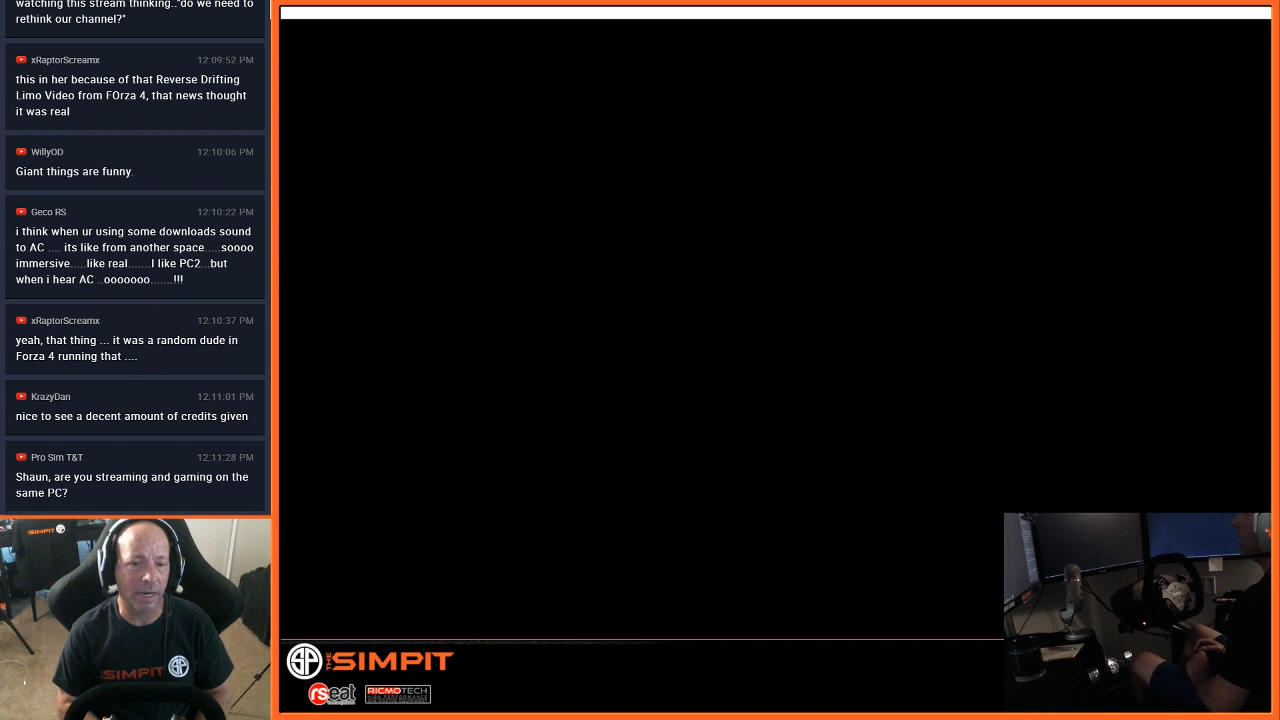 watching this stream thinking.."do we need to
rethink our channel?"
xRaptorScreamx 12:09:52 PM
this in her because of that Reverse Drifting
Limo Video from FOrza 4, that news thought
it was real
WillyOD 12:10:06 PM
Giant things are funny.
Geco RS 12:10:22 PM
i think when ur using some downloads sound
to AC .... its like from another space.....soooo
immersive.....like real.......I like PC2...but
when i hear AC ..ooooooo.......!!!
xRaptorScreamx 12:10:37 PM
yeah, that thing ... it was a random dude in
Forza 4 running that ....
KrazyDan 12:11:01 PM
nice to see a decent amount of credits given
Pro Sim T&T 12:11:28 PM
Shaun, are you streaming and gaming on the
same PC?
SIMPIT
SIMPIT SP
SP THE SIMPIT
rseat RICMOTECH